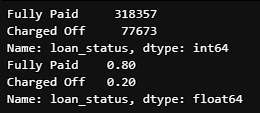 Fully Paid     318357
Charged Off     77673
Name: loan_status, dtype: int64
Fully Paid    0.80
Charged Off   0.20
Name: loan_status, dtype: float64